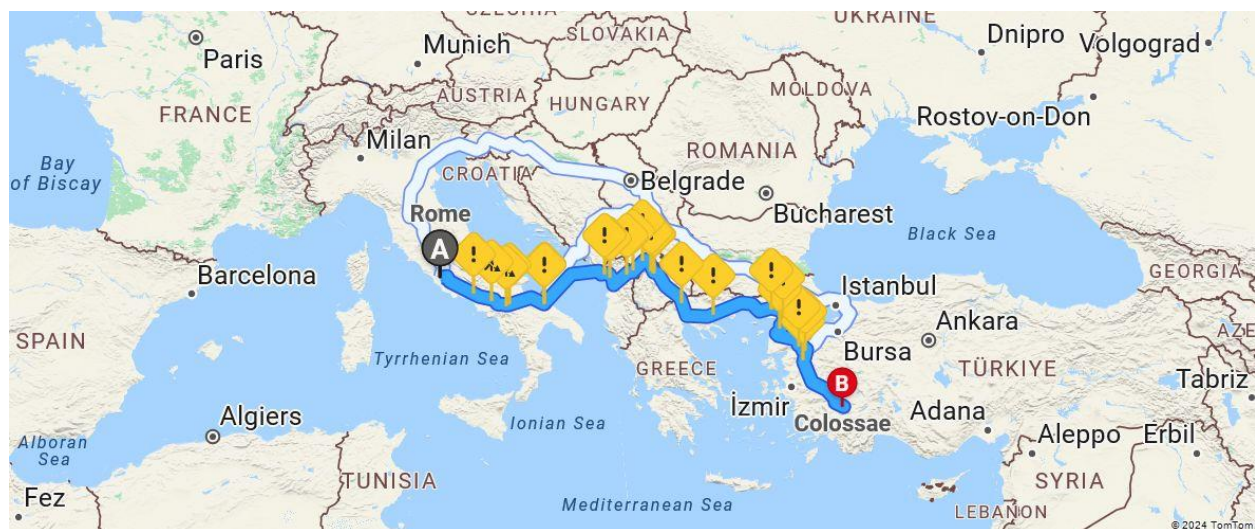 CZECHIA
UKRAINE
Paris
Munich
SLOVAKIA
Dnipro
Volgograd
FRANCE
AUSTRIA
HUNGARY
MOLDOVA
Rostov-on-Don
Milan
ROMANIA
Bay
of Biscay
CROATIA
Belgrade
Bucharest
Rome
A
Black Sea
Barcelona
GEORGIA
Istanbul
SPAIN
Ankara
AZE
Tyrrhenian Sea
Bursa
GREECE
TÜRKIYE
Tabriz
B
İzmir
Algiers
Ionian Sea
Colossae
Adana
Alboran
Sea
Aleppo
Erbil
TUNISIA
SYRIA
Fez
Mediterranean Sea
LEBANON
© 2024 TomTom